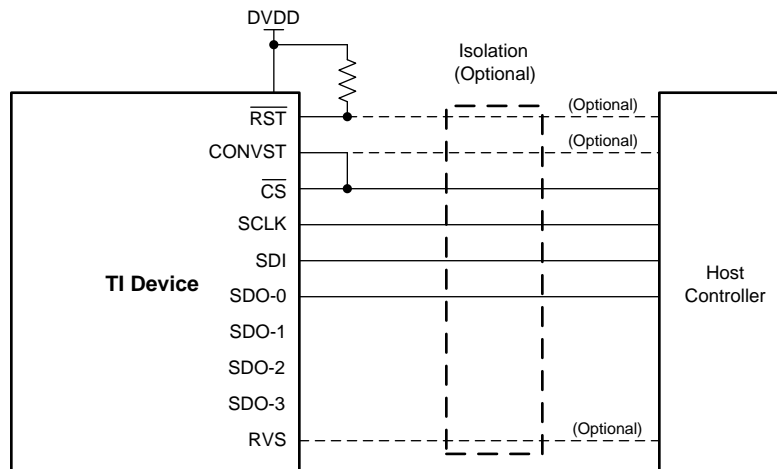 DVDD
Isolation
(Optional)
RST
(Optional)
CONVST
(Optional)
CS
SCLK
SDI
TI Device
SDO-0
SDO-1
SDO-2
SDO-3
RVS
(Optional)
Host
Controller